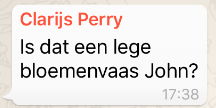 Clarijs Perry
Is dat een lege
bloemenvaas John?
17:38